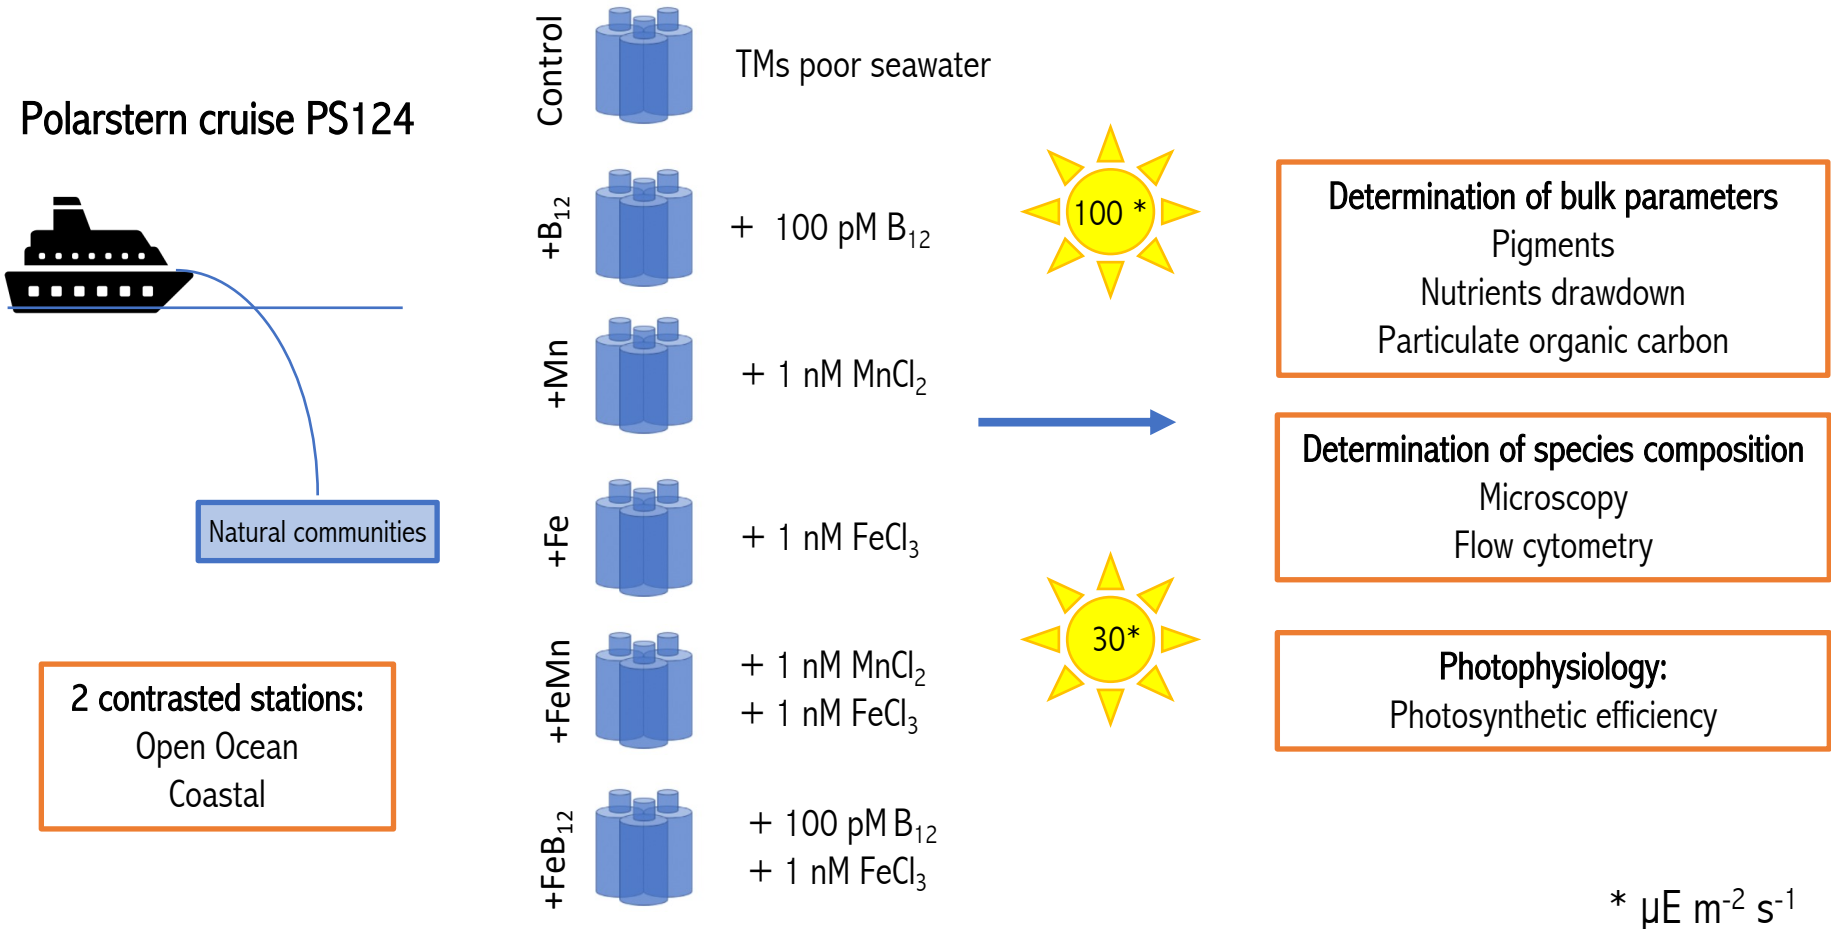 Polarstern cruise PS124
Natural communities
2 contrasted stations:
Open Ocean
Coastal
Control
TMs poor seawater
+B₁₂
+ 100 pM B₁₂
+Mn
+ 1 nM MnCl₂
+Fe
+ 1 nM FeCl₃
+FeMn
+ 1 nM MnCl₂
+ 1 nM FeCl₃
+FeB₁₂
+ 100 pM B₁₂
+ 1 nM FeCl₃
100 *
30*
Determination of bulk parameters
Pigments
Nutrients drawdown
Particulate organic carbon
Determination of species composition
Microscopy
Flow cytometry
Photophysiology:
Photosynthetic efficiency
* µE m⁻² s⁻¹